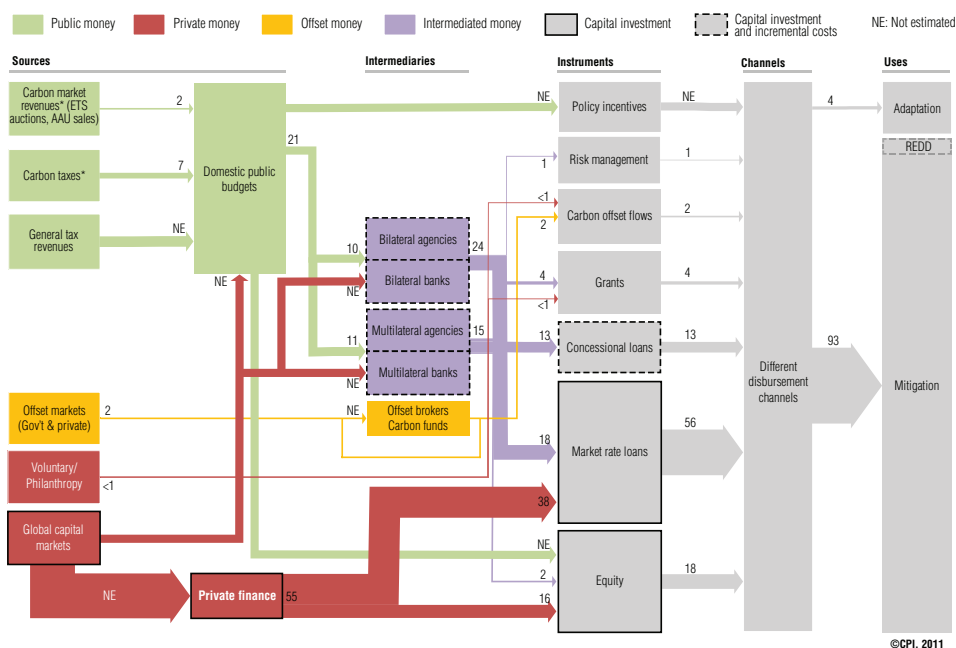 Public money
Private money
Offset money
Intermediated money
Capital investment
Capital investment
and incremental costs
NE: Not estimated
Sources
Intermediaries
Instruments
Channels
Uses
Carbon market
revenues* (ETS
auctions, AAU sales)
2
Carbon taxes*
7
General tax
revenues
NE
Domestic public
budgets
21
NE
NE
Policy incentives
NE
4
Adaptation
REDD
1
Risk management
1
<1
2
Carbon offset flows
2
10
Bilateral agencies
24
NE
Bilateral banks
4
<1
Grants
4
11
Multilateral agencies
15
NE
Multilateral banks
13
Concessional loans
13
Different
disbursement
channels
93
Mitigation
Offset markets
(Gov't & private)
2
NE
Offset brokers
Carbon funds
18
38
Market rate loans
56
Voluntary/
Philanthropy
<1
Global capital
markets
NE
Private finance
55
NE
2
16
Equity
18
©CPI, 2011